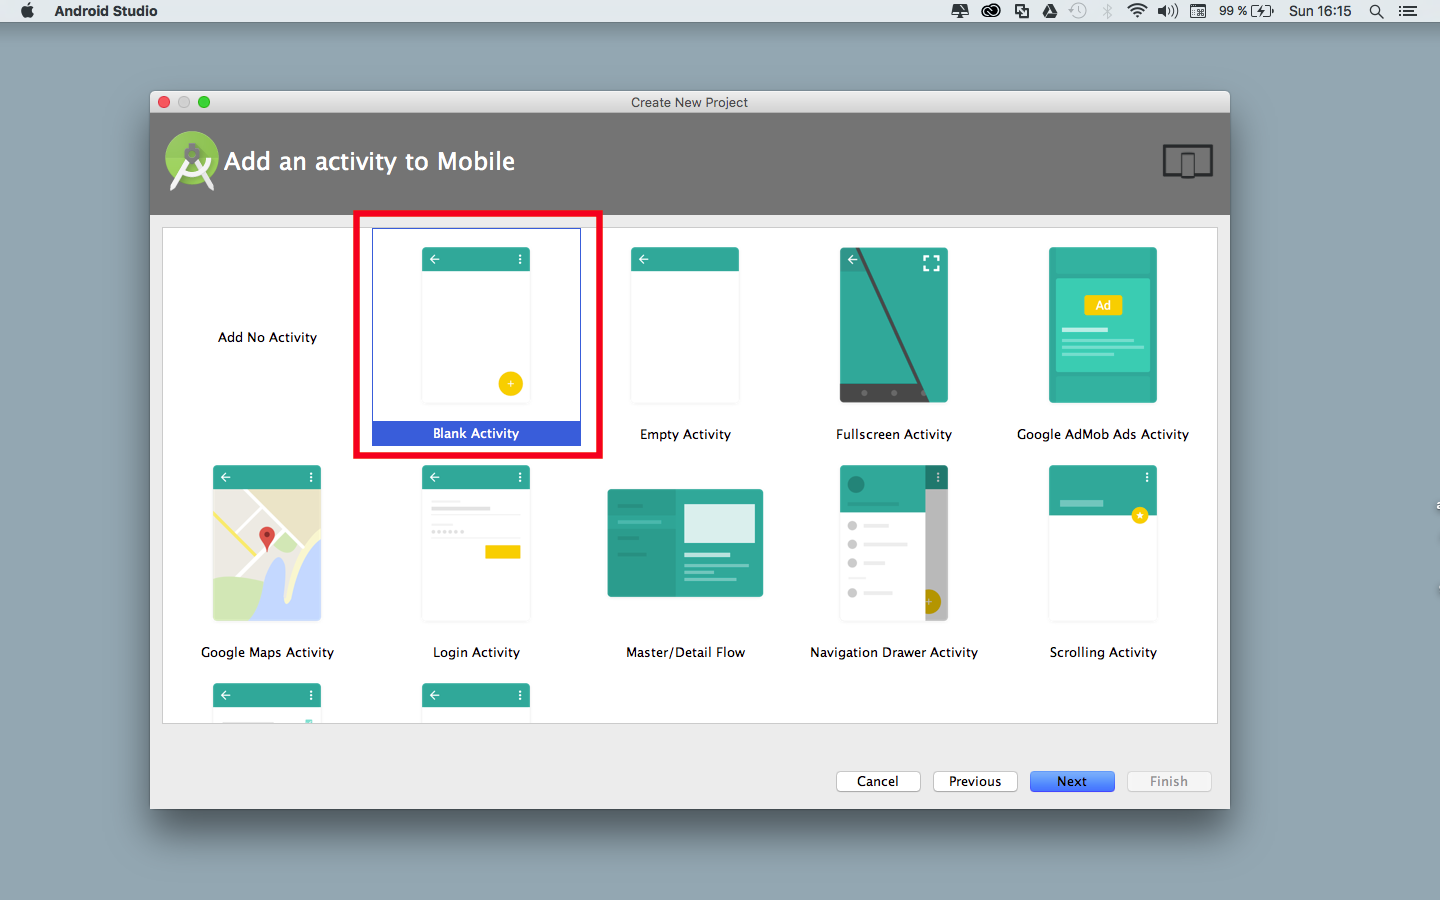 Android Studio
99 %
Sun 16:15
Create New Project
Add an activity to Mobile
Add No Activity
Blank Activity
Empty Activity
Fullscreen Activity
Ad
Google AdMob Ads Activity
Google Maps Activity
Login Activity
Master/Detail Flow
Navigation Drawer Activity
Scrolling Activity
Cancel
Previous
Next
Finish